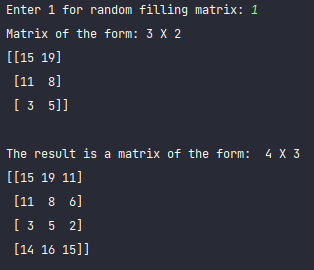 Enter 1 for random filling matrix: 1
Matrix of the form: 3 X 2
[[15 19]
 [11  8]
 [ 3  5]]
The result is a matrix of the form:  4 X 3
[[15 19 11]
 [11  8  6]
 [ 3  5  2]
 [14 16 15]]